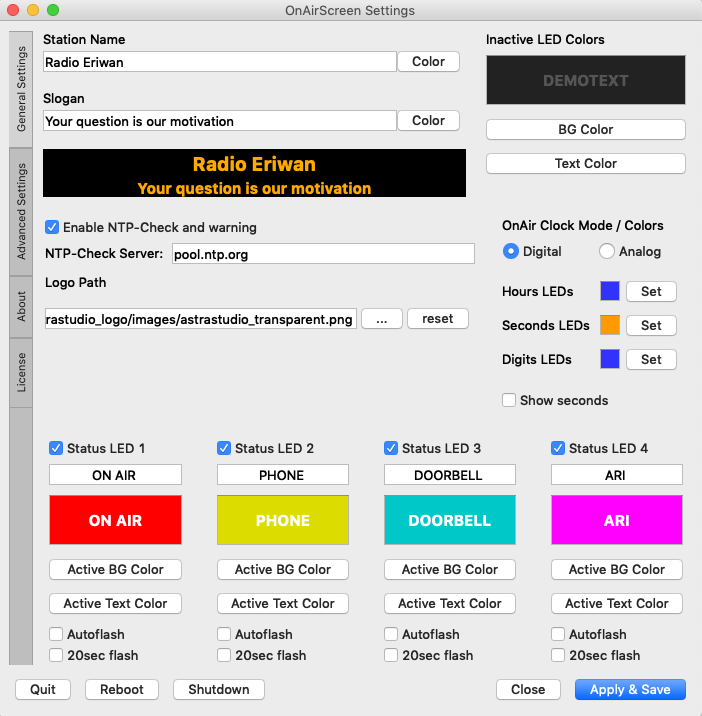 OnAirScreen Settings
General Settings
Advanced Settings
About
License
Station Name
Radio Eriwan
Color
Slogan
Your question is our motivation
Color
Radio Eriwan
Your question is our motivation
Inactive LED Colors
DEMOTEXT
BG Color
Text Color
Enable NTP-Check and warning
NTP-Check Server: pool.ntp.org
Logo Path
rastudio_logo/images/astrastudio_transparent.png ... reset
OnAir Clock Mode / Colors
Digital Analog
Hours LEDs Set
Seconds LEDs Set
Digits LEDs Set
Show seconds
Status LED 1 Status LED 2 Status LED 3 Status LED 4
ON AIR PHONE DOORBELL ARI
ON AIR PHONE DOORBELL ARI
Active BG Color Active BG Color Active BG Color Active BG Color
Active Text Color Active Text Color Active Text Color Active Text Color
Autoflash Autoflash Autoflash Autoflash
20sec flash 20sec flash 20sec flash 20sec flash
Quit Reboot Shutdown Close Apply & Save